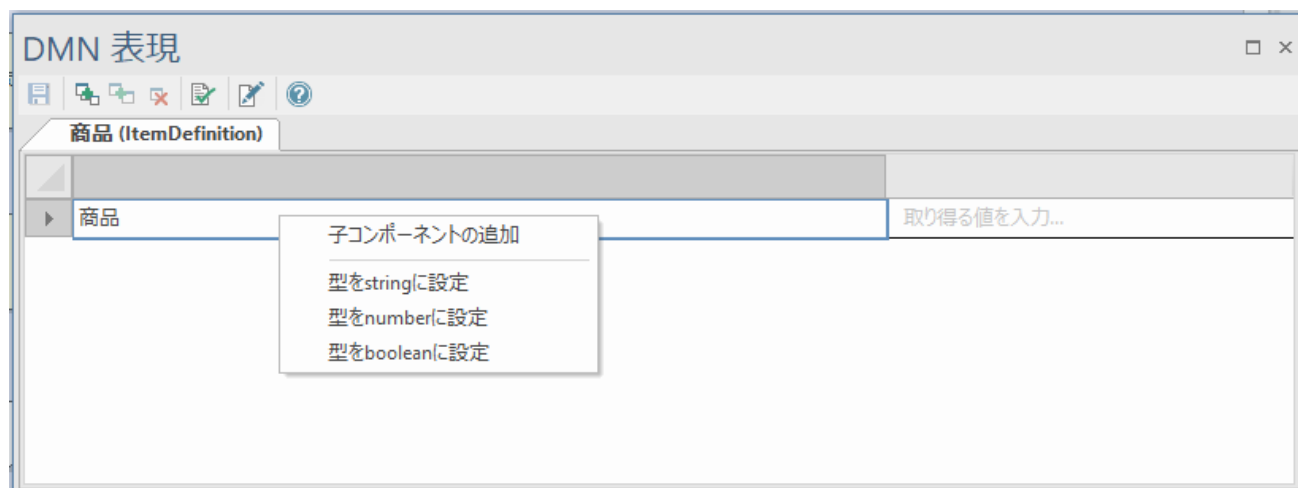 DMN 表現
商品 (ItemDefinition)
商品
取り得る値を入力...
子コンポーネントの追加
型をstringに設定
型をnumberに設定
型をbooleanに設定